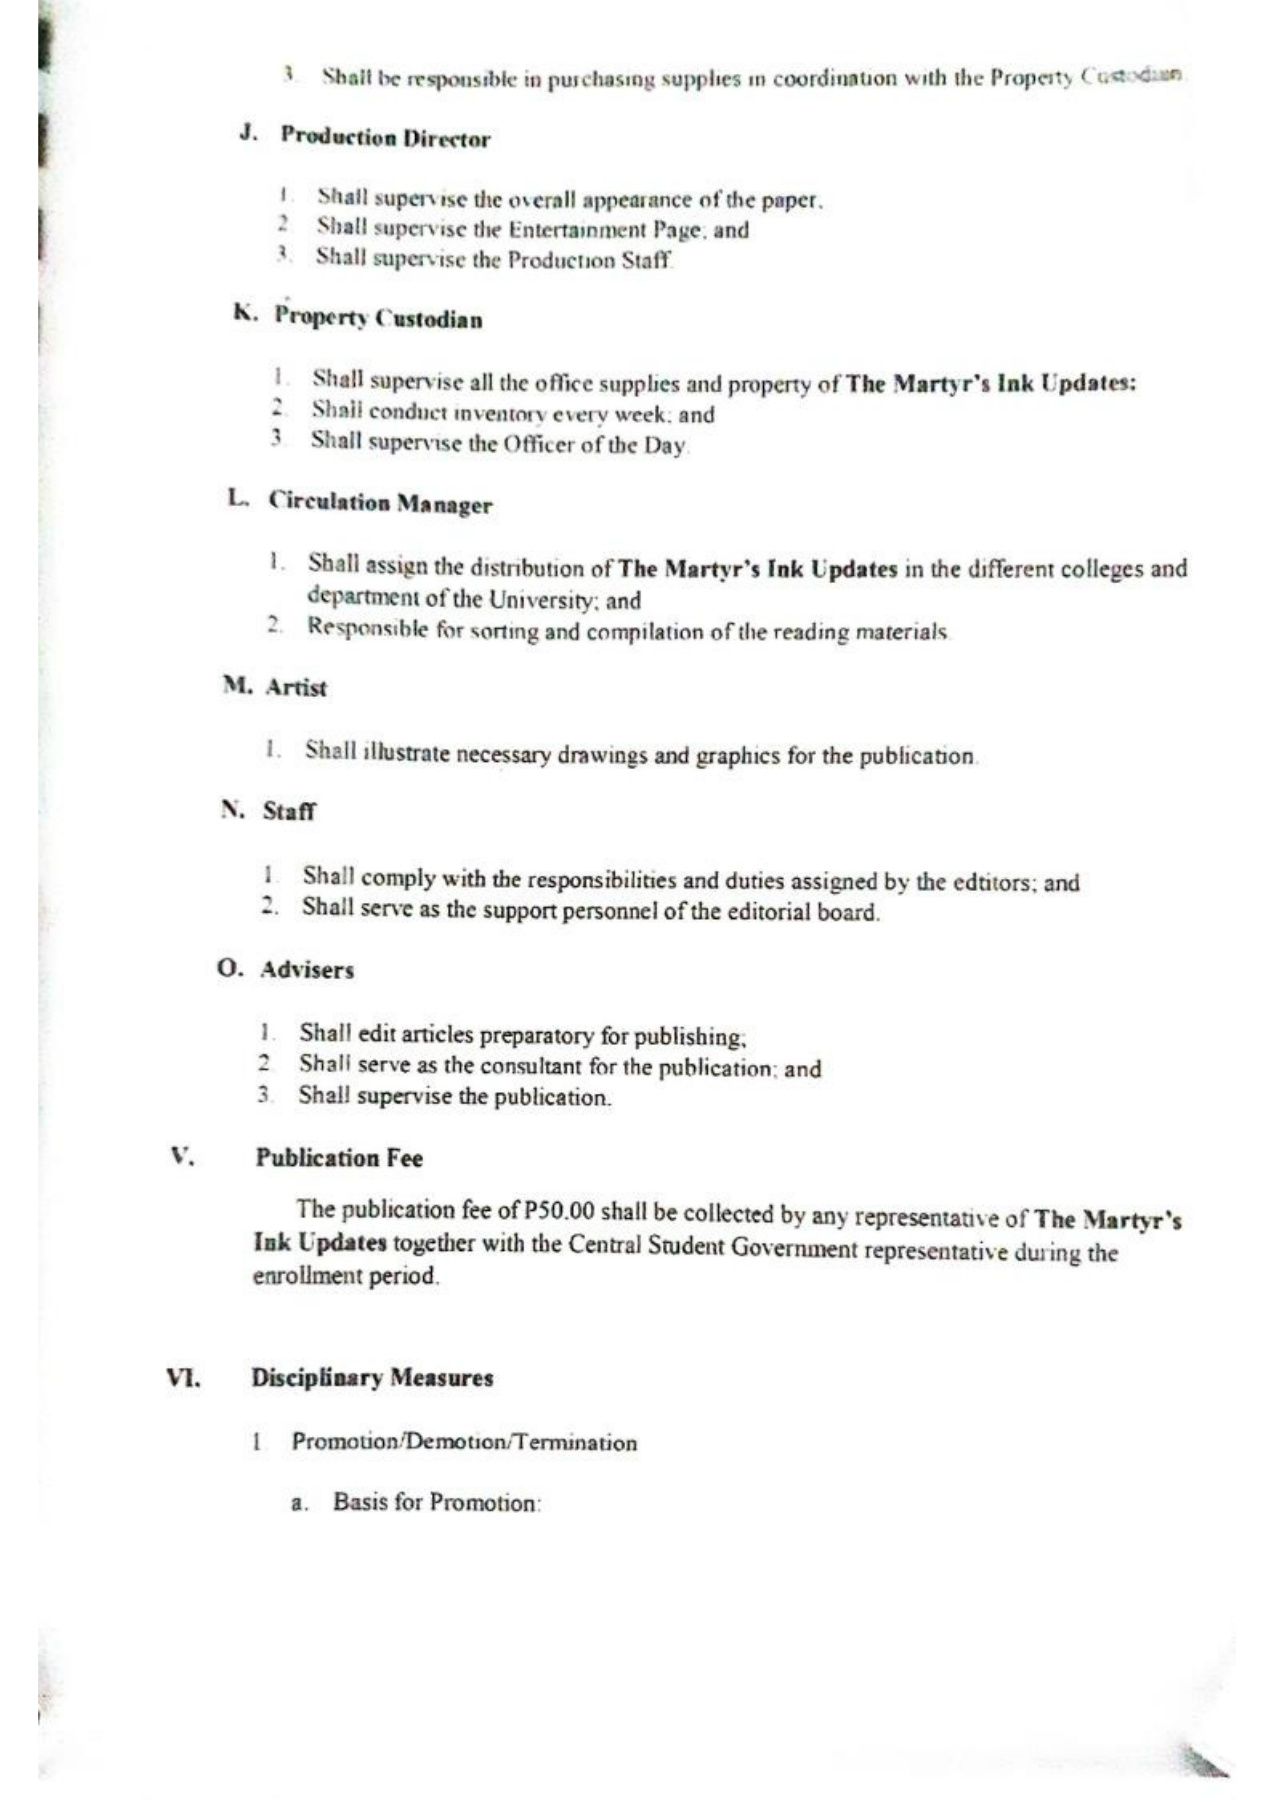 3. Shall be responsible in purchasing supplies in coordination with the Property Custodian.
J. Production Director
1. Shall supervise the overall appearance of the paper.
2 Shall supervise the Entertainment Page; and
3. Shall supervise the Production Staff.
K. Property Custodian
1. Shall supervise all the office supplies and property of The Martyr's Ink Updates:
2. Shall conduct inventory every week; and
3 Shall supervise the Officer of the Day.
L. Circulation Manager
1. Shall assign the distribution of The Martyr's Ink Updates in the different colleges and
department of the University; and
2. Responsible for sorting and compilation of the reading materials.
M. Artist
1. Shall illustrate necessary drawings and graphics for the publication.
N. Staff
1. Shall comply with the responsibilities and duties assigned by the edtitors; and
2. Shall serve as the support personnel of the editorial board.
O. Advisers
1. Shall edit articles preparatory for publishing;
2 Shall serve as the consultant for the publication; and
3. Shall supervise the publication.
V. Publication Fee
The publication fee of P50.00 shall be collected by any representative of The Martyr's
Ink Updates together with the Central Student Government representative during the
enrollment period.
VI. Disciplinary Measures
1 Promotion/Demotion/Termination
a. Basis for Promotion: